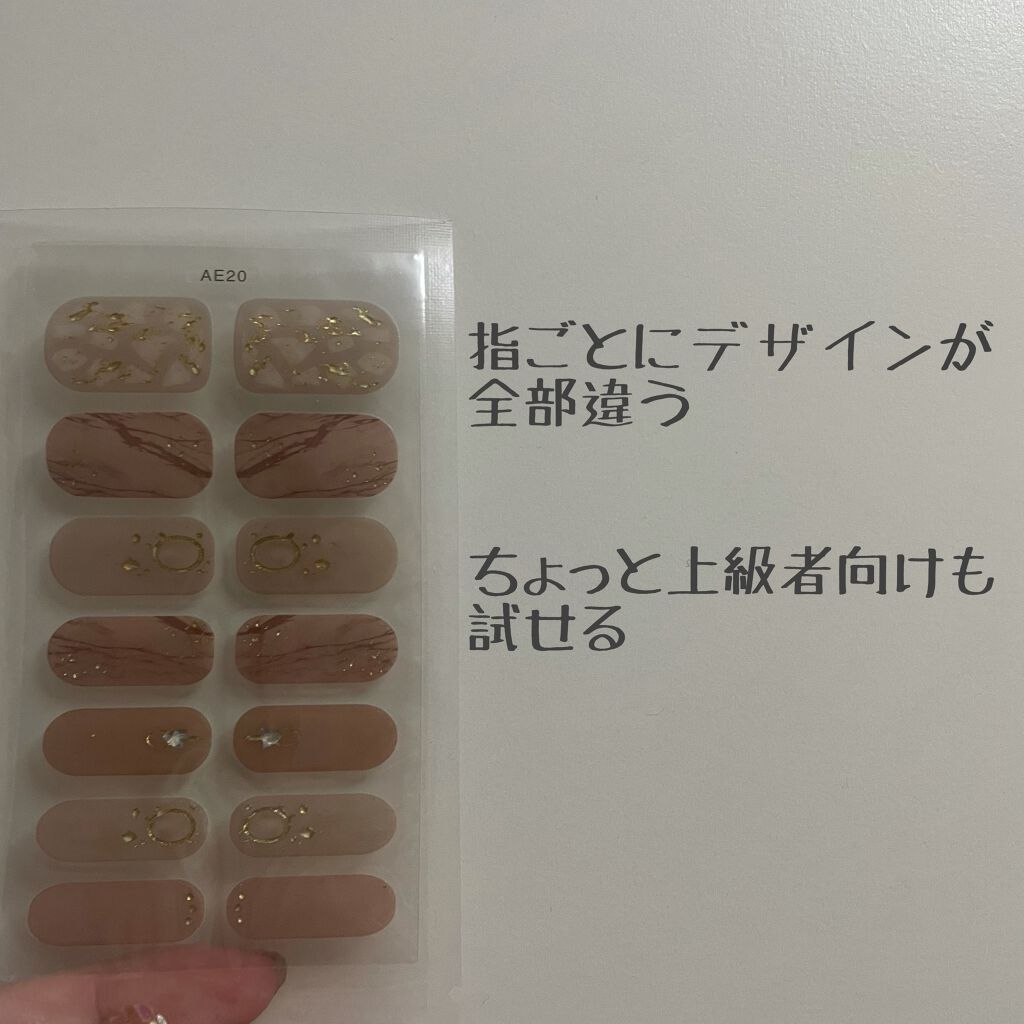 AE20
指ごとにデザインが
全部違う
ちょっと上級者向けも
試せる